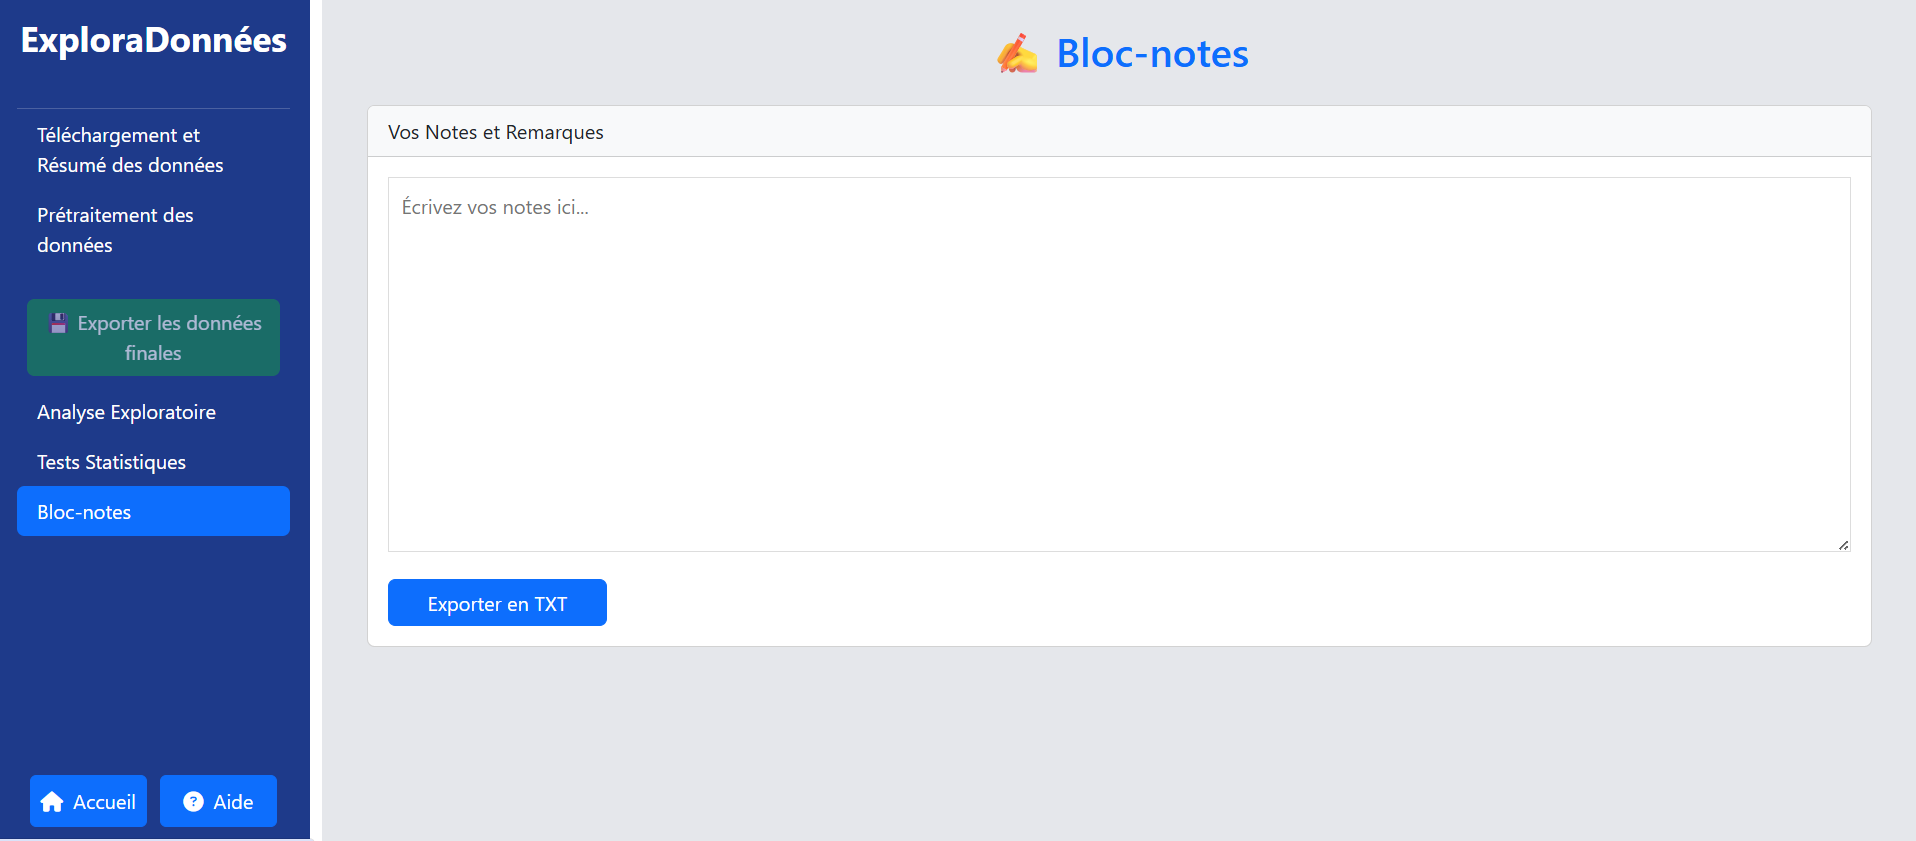 ExploraDonnées
Téléchargement et
Résumé des données
Prétraitement des
données
Exporter les données
finales
Analyse Exploratoire
Tests Statistiques
Bloc-notes
Accueil
? Aide
Bloc-notes
Vos Notes et Remarques
Écrivez vos notes ici...
Exporter en TXT